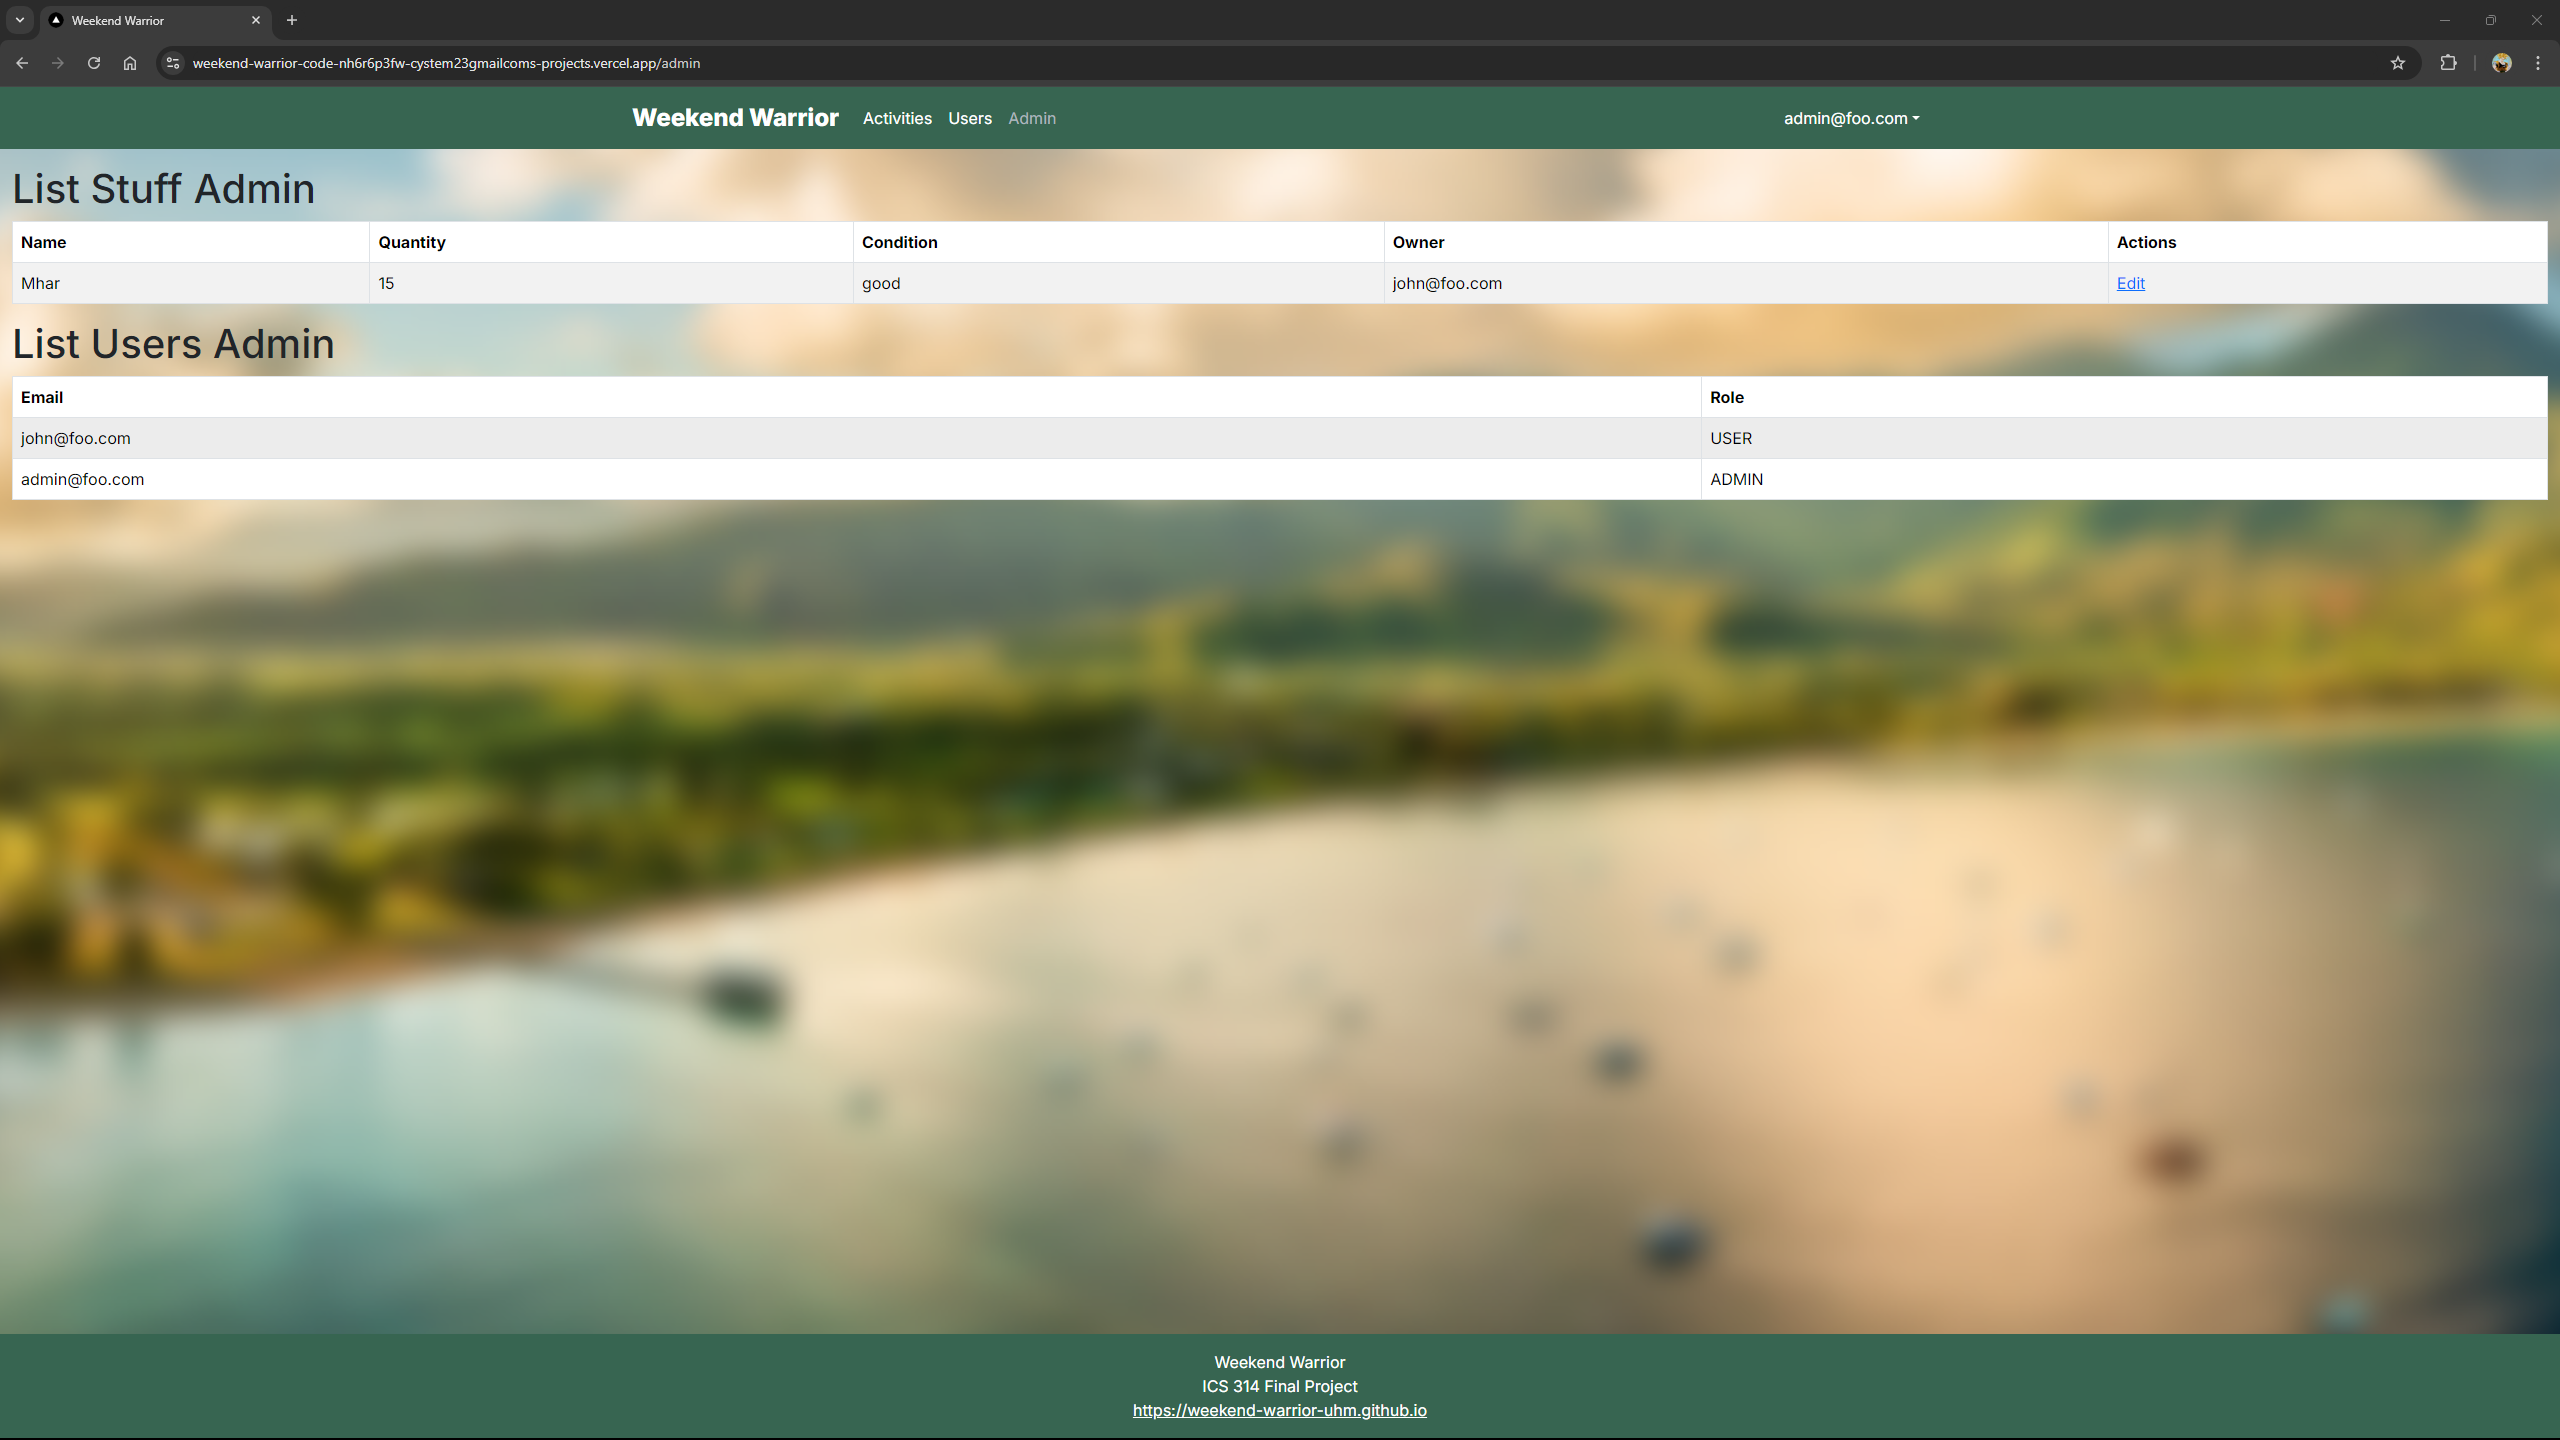 Weekend Warrior
weekend-warrior-code-nh6r6p3fw-cystem23gmailcoms-projects.vercel.app/admin
Weekend Warrior Activities Users Admin admin@foo.com
List Stuff Admin
Name Quantity Condition Owner Actions
Mhar 15 good john@foo.com Edit
List Users Admin
Email Role
john@foo.com USER
admin@foo.com ADMIN
Weekend Warrior
ICS 314 Final Project
https://weekend-warrior-uhm.github.io